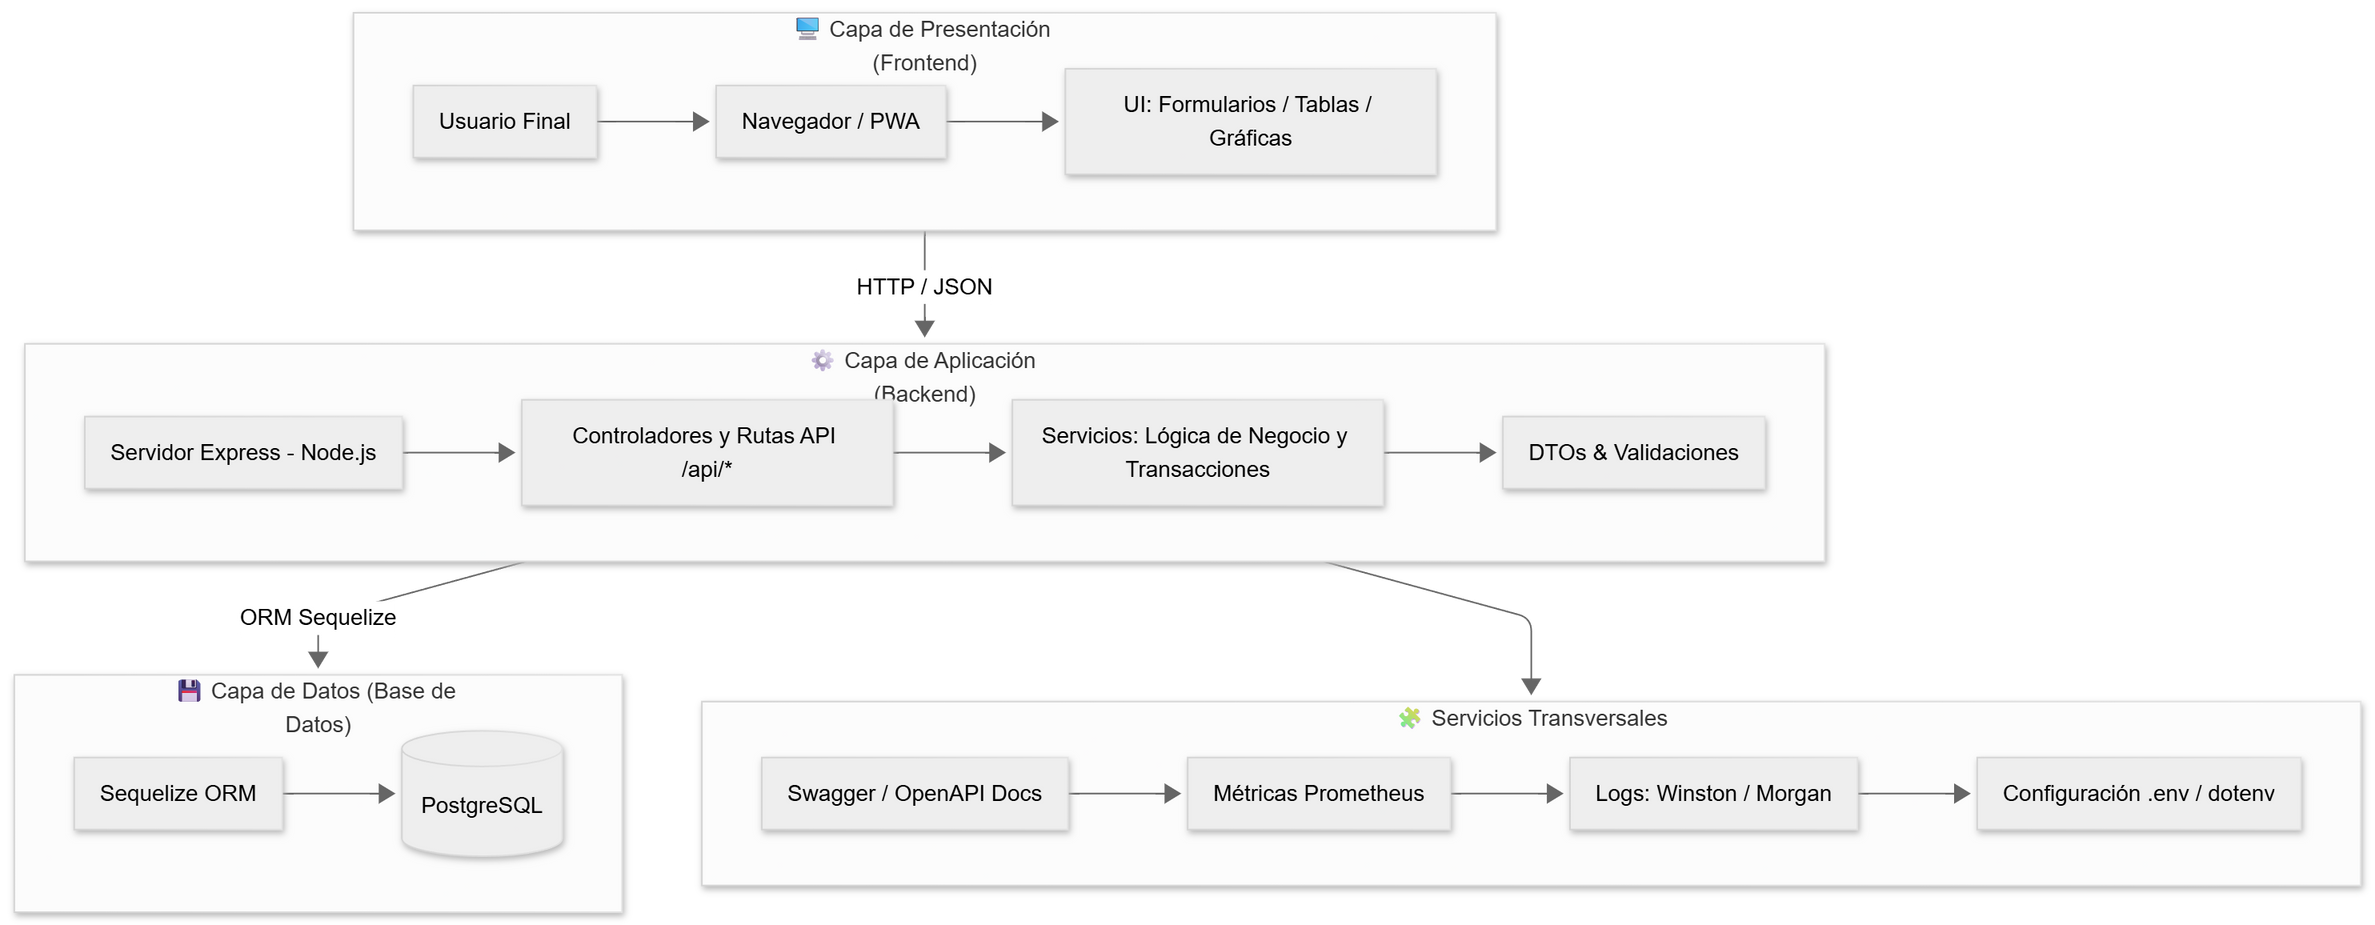 Capa de Presentación
(Frontend)
Usuario Final
Navegador / PWA
UI: Formularios / Tablas /
Gráficas
HTTP / JSON
Capa de Aplicación
(Backend)
Servidor Express - Node.js
Controladores y Rutas API
/api/*
Servicios: Lógica de Negocio y
Transacciones
DTOs & Validaciones
ORM Sequelize
Capa de Datos (Base de
Datos)
Sequelize ORM
PostgreSQL
Servicios Transversales
Swagger / OpenAPI Docs
Métricas Prometheus
Logs: Winston / Morgan
Configuración .env / dotenv